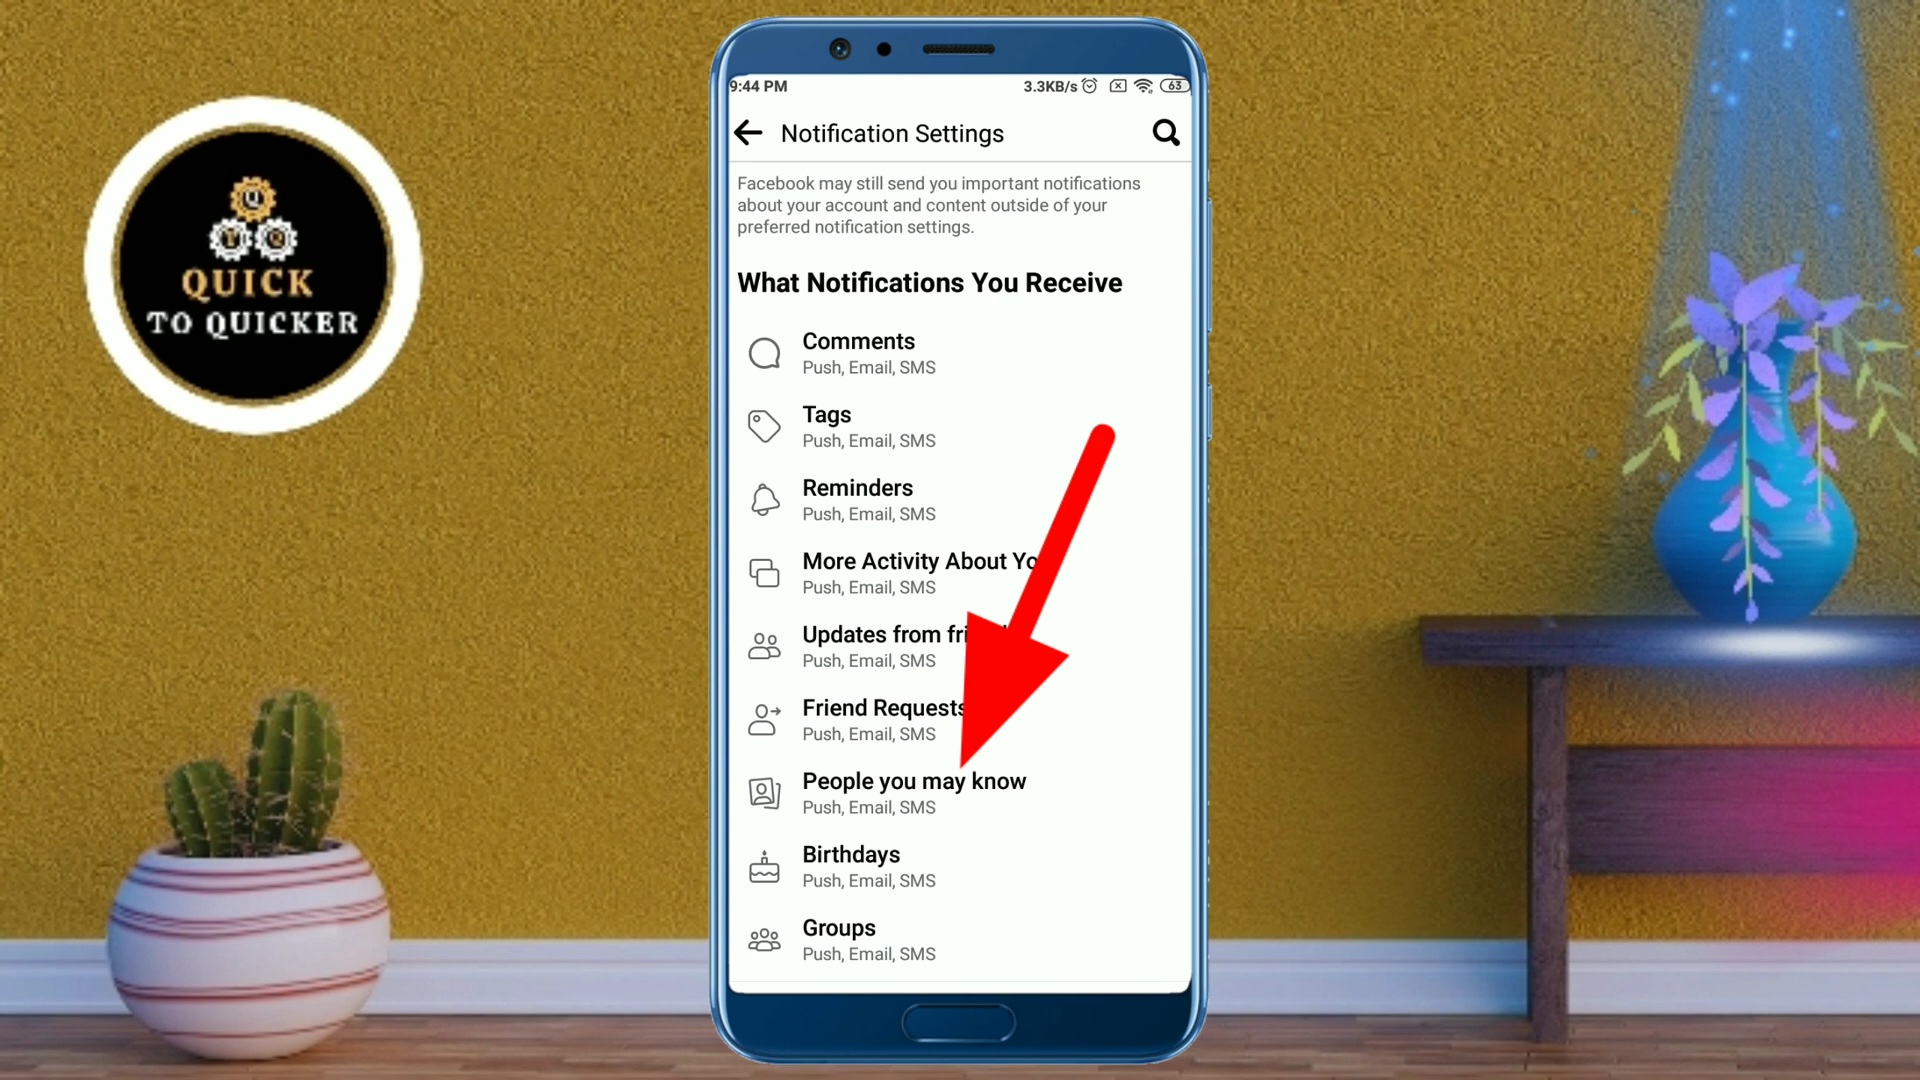 Q
Y Q
QUICK
TO QUICKER
9:44 PM 3.3KB/s 63
Notification Settings
Facebook may still send you important notifications
about your account and content outside of your
preferred notification settings.
What Notifications You Receive
Comments
Push, Email, SMS
Tags
Push, Email, SMS
Reminders
Push, Email, SMS
More Activity About Yo
Push, Email, SMS
Updates from fri
Push, Email, SMS
Friend Requests
Push, Email, SMS
People you may know
Push, Email, SMS
Birthdays
Push, Email, SMS
Groups
Push, Email, SMS